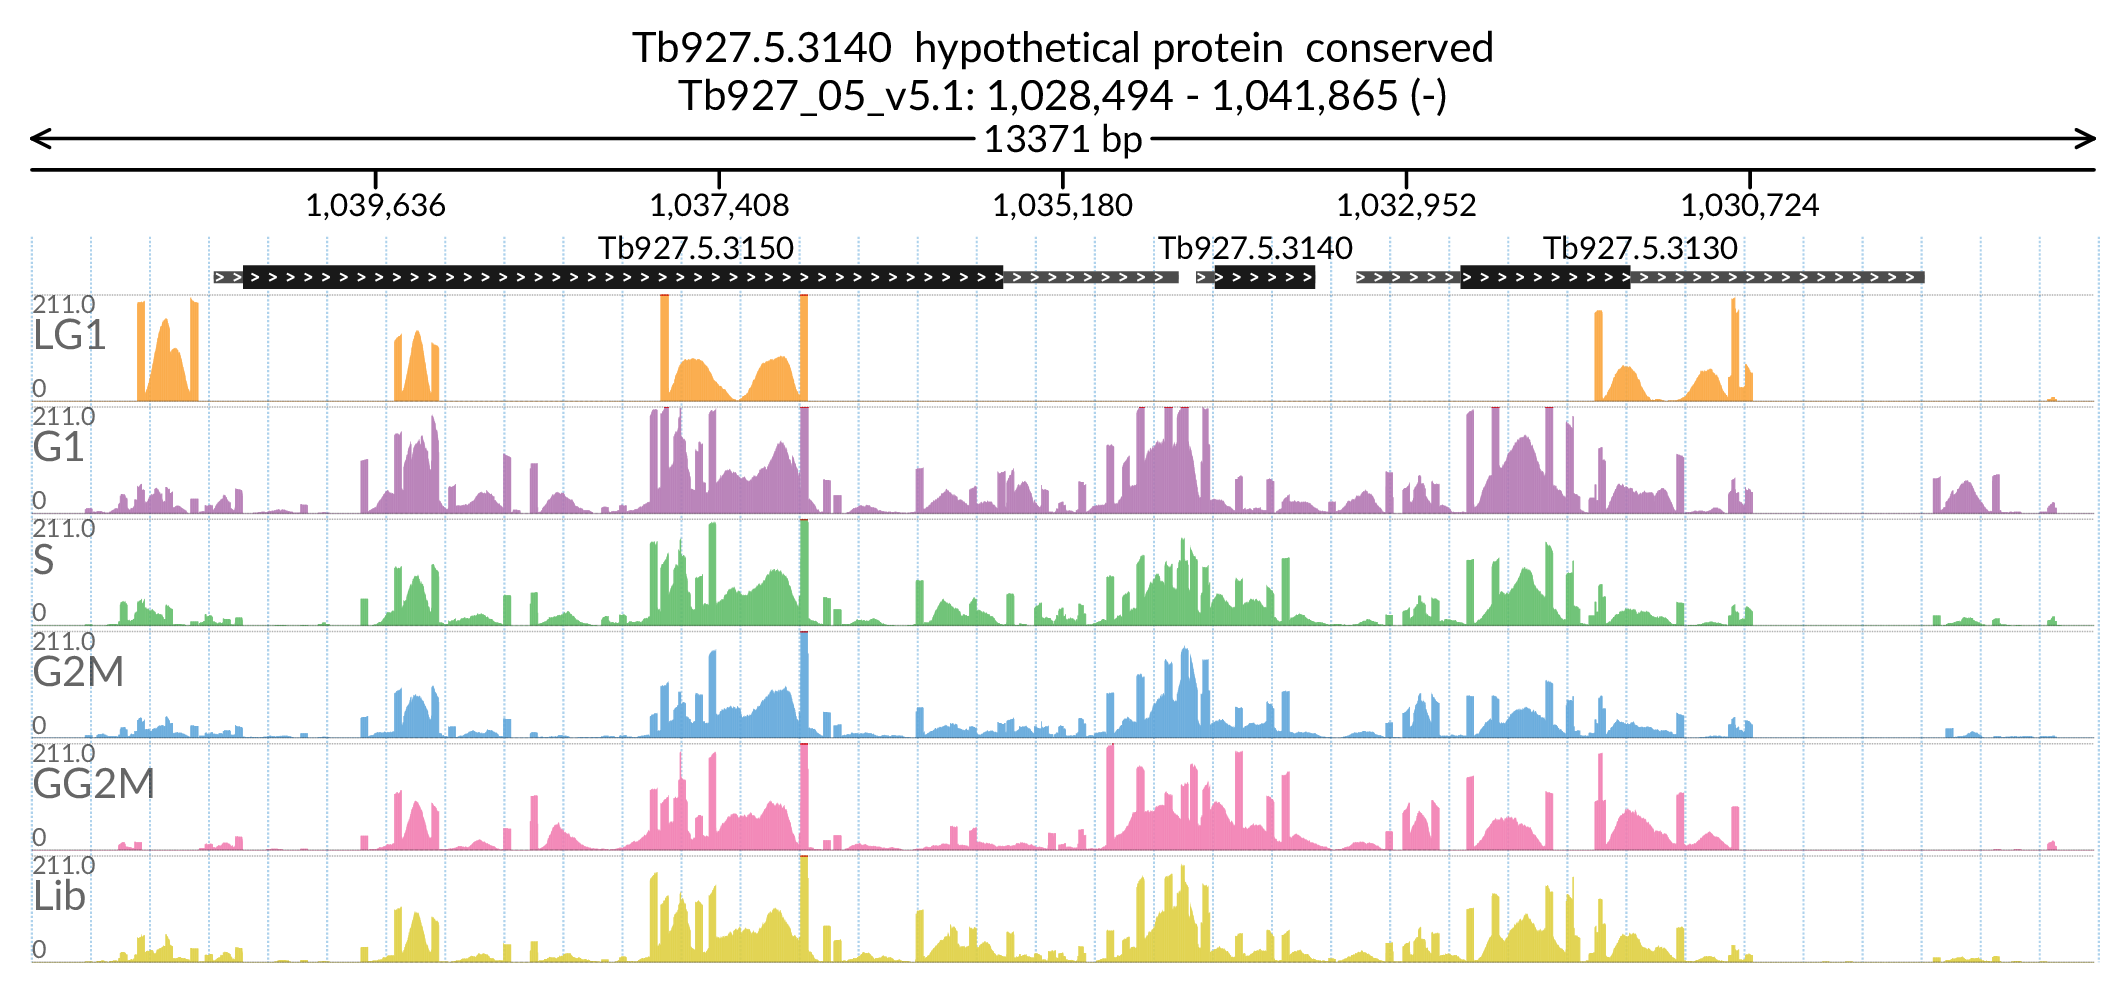 Tb927.5.3140  hypothetical protein  conserved
Tb927_05_v5.1: 1,028,494 - 1,041,865 (-)
13371 bp
1,039,636 1,037,408 1,035,180 1,032,952 1,030,724
Tb927.5.3150 Tb927.5.3140 Tb927.5.3130
211.0
LG1
0
211.0
G1
0
211.0
S
0
211.0
G2M
0
211.0
GG2M
0
211.0
Lib
0